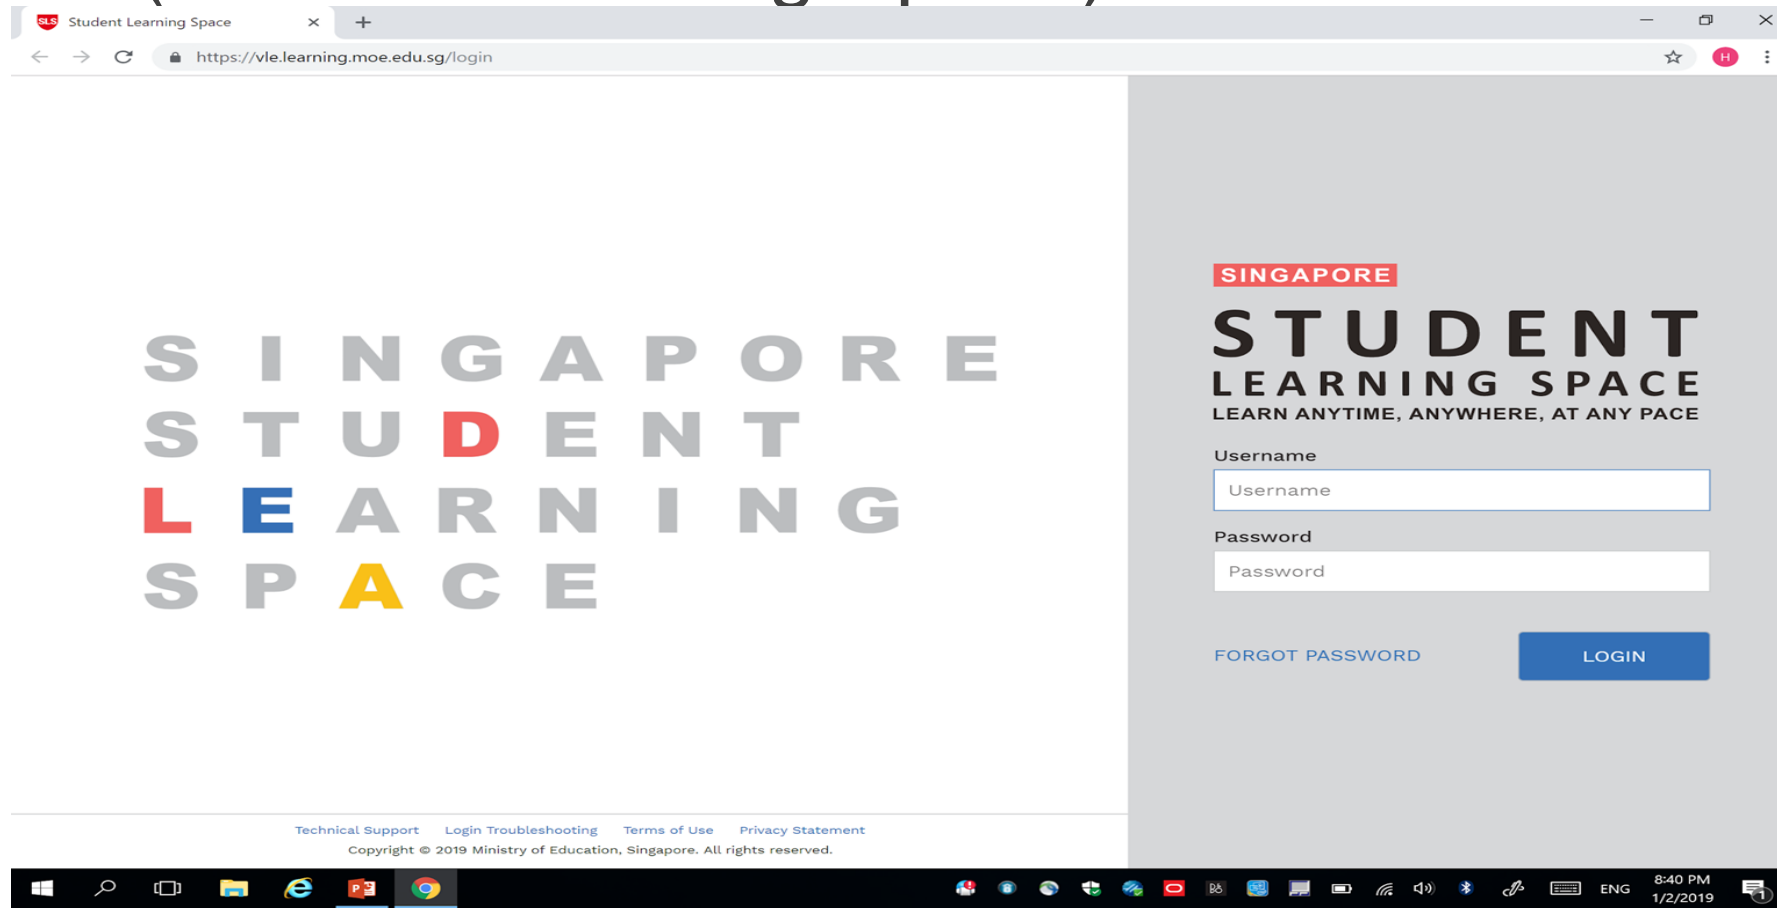 SLS Student Learning Space
https://vle.learning.moe.edu.sg/login
H
SINGAPORE
STUDENT
LEARNING
SPACE
SINGAPORE
STUDENT
LEARNING SPACE
LEARN ANYTIME, ANYWHERE, AT ANY PACE
Username
Username
Password
Password
FORGOT PASSWORD
LOGIN
Technical Support Login Troubleshooting Terms of Use Privacy Statement
Copyright © 2019 Ministry of Education, Singapore. All rights reserved.
ENG
8:40 PM
1/2/2019
1